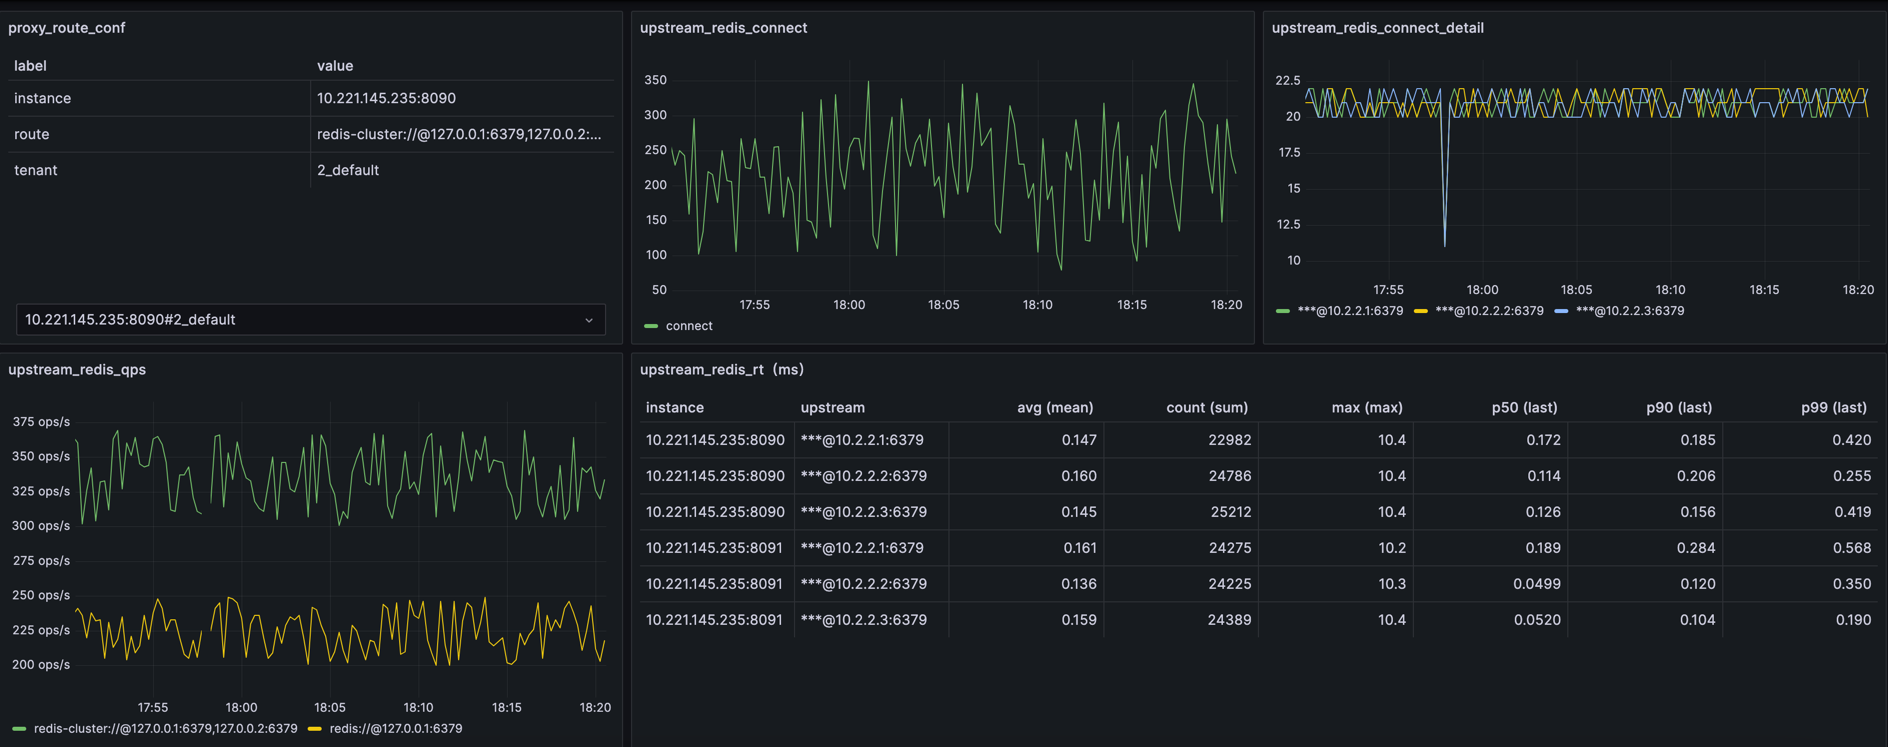 proxy_route_conf
label value
instance 10.221.145.235:8090
route redis-cluster://@127.0.0.1:6379,127.0.0.2:...
tenant 2_default
10.221.145.235:8090#2_default
upstream_redis_connect
350
300
250
200
150
100
50
17:55 18:00 18:05 18:10 18:15 18:20
connect
upstream_redis_connect_detail
22.5
20
17.5
15
12.5
10
17:55 18:00 18:05 18:10 18:15 18:20
***@10.2.2.1:6379 ***@10.2.2.2:6379 ***@10.2.2.3:6379
upstream_redis_qps
375 ops/s
350 ops/s
325 ops/s
300 ops/s
275 ops/s
250 ops/s
225 ops/s
200 ops/s
17:55 18:00 18:05 18:10 18:15 18:20
redis-cluster://@127.0.0.1:6379,127.0.0.2:6379 redis://@127.0.0.1:6379
upstream_redis_rt（ms）
instance upstream avg (mean) count (sum) max (max) p50 (last) p90 (last) p99 (last)
10.221.145.235:8090 ***@10.2.2.1:6379 0.147 22982 10.4 0.172 0.185 0.420
10.221.145.235:8090 ***@10.2.2.2:6379 0.160 24786 10.4 0.114 0.206 0.255
10.221.145.235:8090 ***@10.2.2.3:6379 0.145 25212 10.4 0.126 0.156 0.419
10.221.145.235:8091 ***@10.2.2.1:6379 0.161 24275 10.2 0.189 0.284 0.568
10.221.145.235:8091 ***@10.2.2.2:6379 0.136 24225 10.3 0.0499 0.120 0.350
10.221.145.235:8091 ***@10.2.2.3:6379 0.159 24389 10.4 0.0520 0.104 0.190